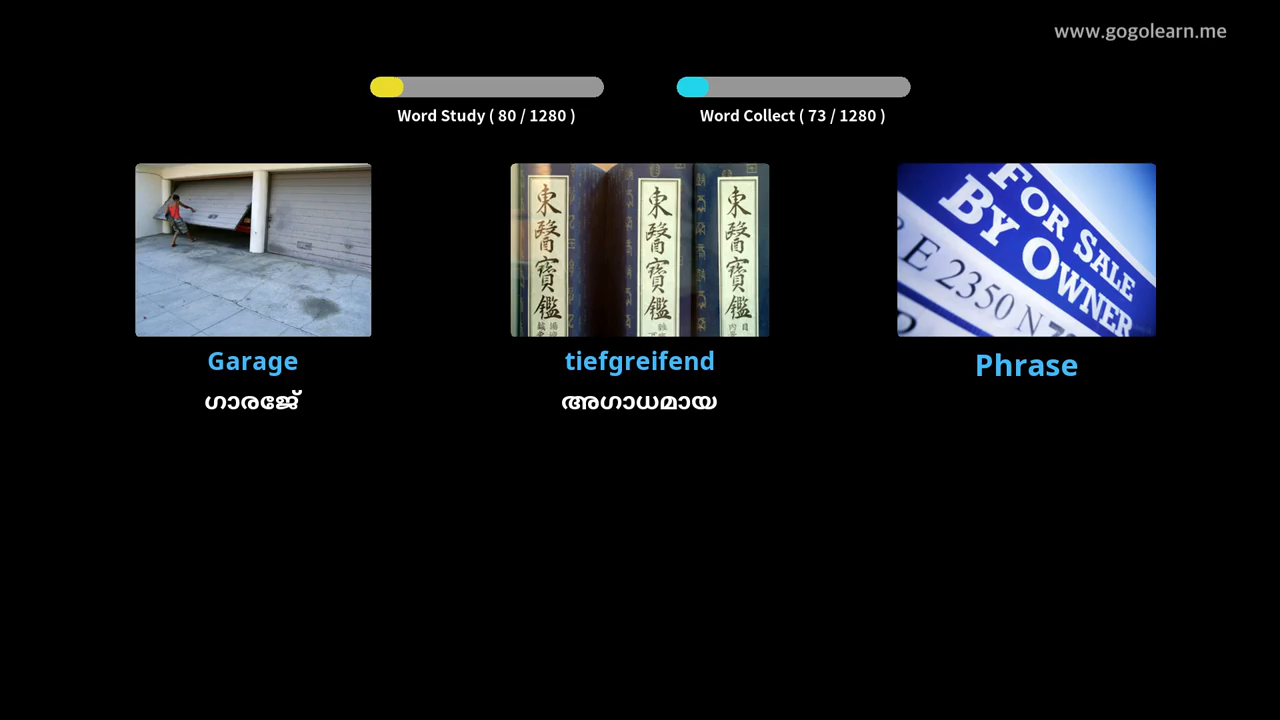 www.gogolearn.me
Word Study ( 80 / 1280 )
Word Collect ( 73 / 1280 )
東醫寶鑑
東醫寶鑑
東醫寶鑑
FOR SALE
BY OWNER
E 2350 N
Garage
ഗാരജേ്
tiefgreifend
അഗാധമായ
Phrase